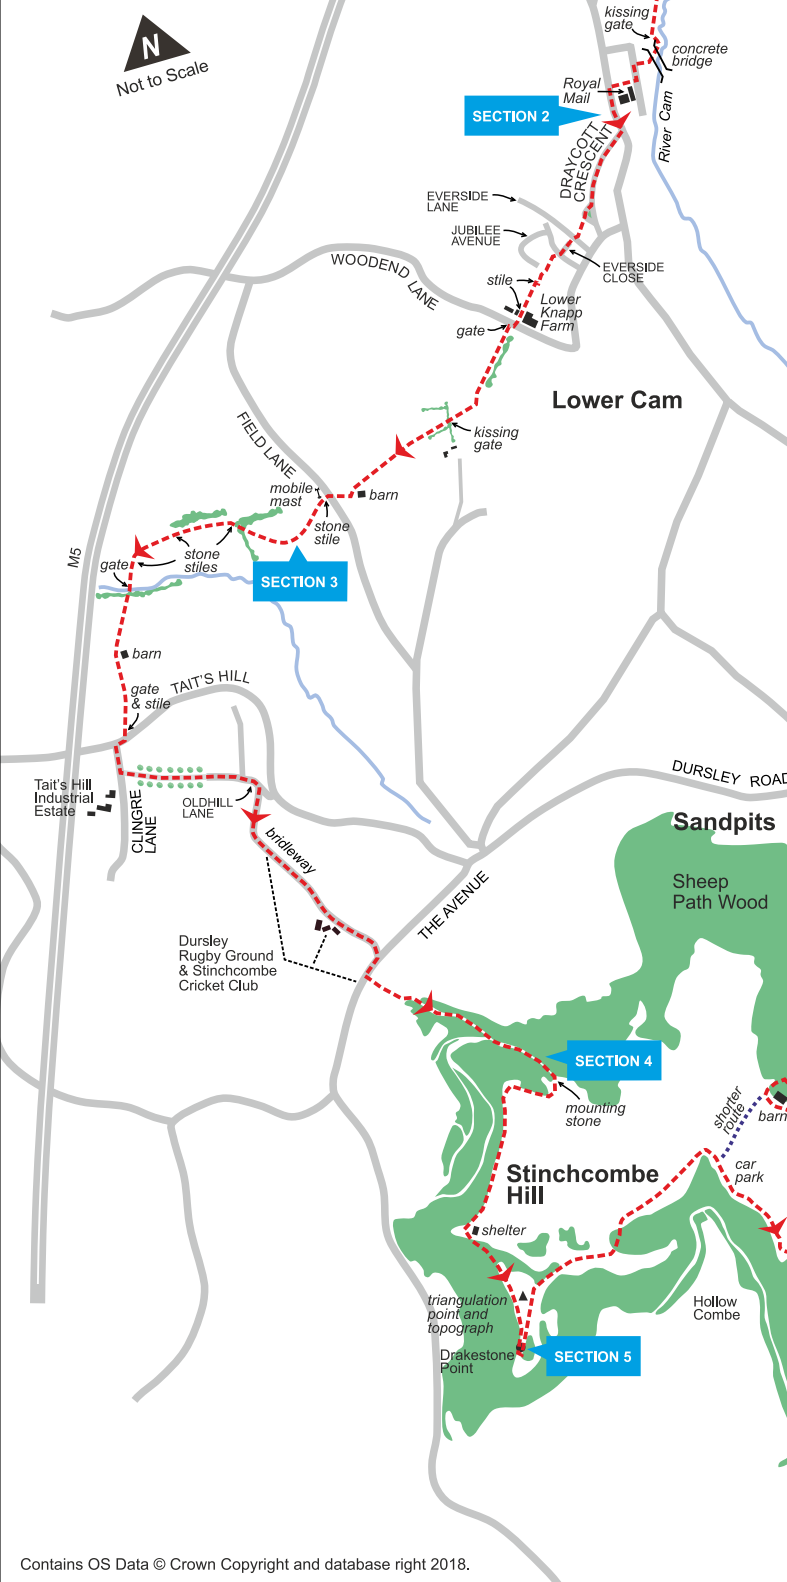 N
Not to Scale
kissing
gate
concrete
bridge
Royal
Mail
SECTION 2
River Cam
DRAYCOTT
CRESCENT
EVERSIDE
LANE
JUBILEE
AVENUE
EVERSIDE
CLOSE
WOODEND LANE
stile
Lower
Knapp
Farm
gate
Lower Cam
FIELD LANE
kissing
gate
mobile
mast
barn
stone
stile
M5
gate
stone
stiles
SECTION 3
barn
gate
& stile
TAIT'S HILL
Tait's Hill
Industrial
Estate
CLINGRE
LANE
OLDHILL
LANE
DURSLEY ROAD
bridleway
Sandpits
Sheep
Path Wood
THE AVENUE
Dursley
Rugby Ground
& Stinchcombe
Cricket Club
SECTION 4
mounting
stone
shorter
route
barn
Stinchcombe
Hill
car
park
shelter
triangulation
point and
topograph
Hollow
Combe
Drakestone
Point
SECTION 5
Contains OS Data © Crown Copyright and database right 2018.